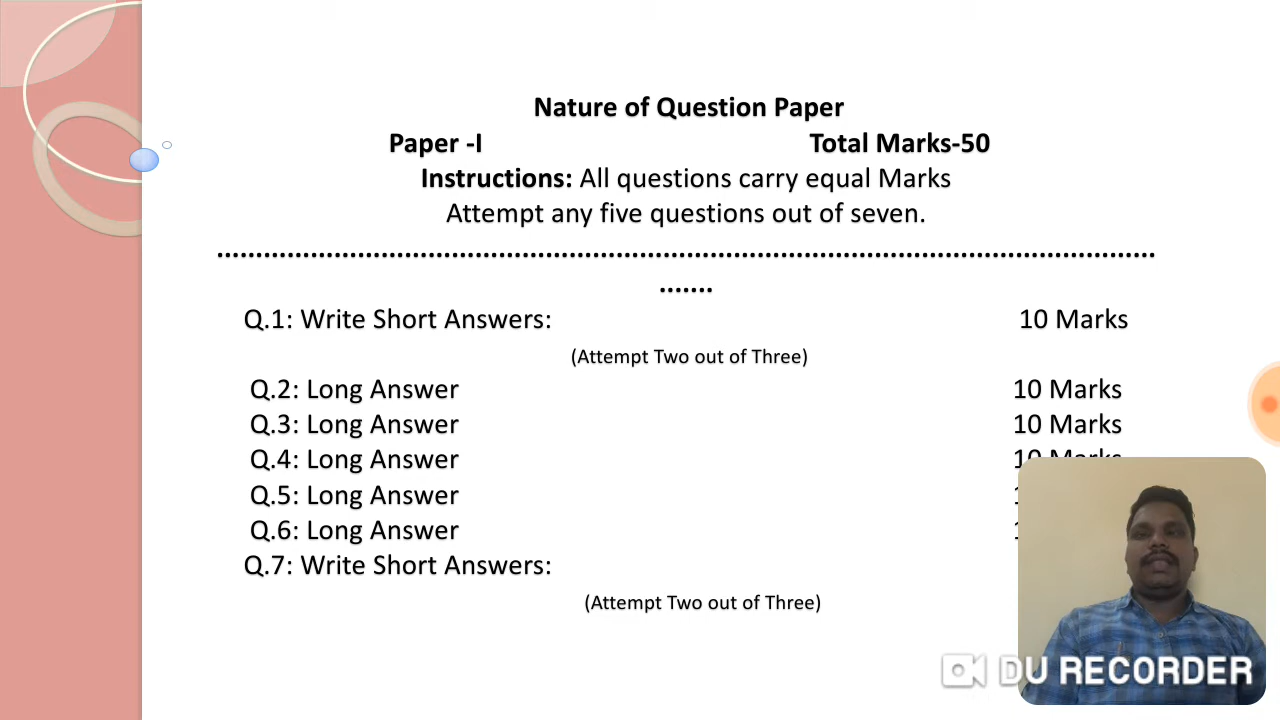 Nature of Question Paper
Paper -I Total Marks-50
Instructions: All questions carry equal Marks
Attempt any five questions out of seven.
..........................................................................................................................
.......
Q.1: Write Short Answers: 10 Marks
(Attempt Two out of Three)
Q.2: Long Answer 10 Marks
Q.3: Long Answer 10 Marks
Q.4: Long Answer 10 Marks
Q.5: Long Answer
Q.6: Long Answer
Q.7: Write Short Answers:
(Attempt Two out of Three)
DU RECORDER